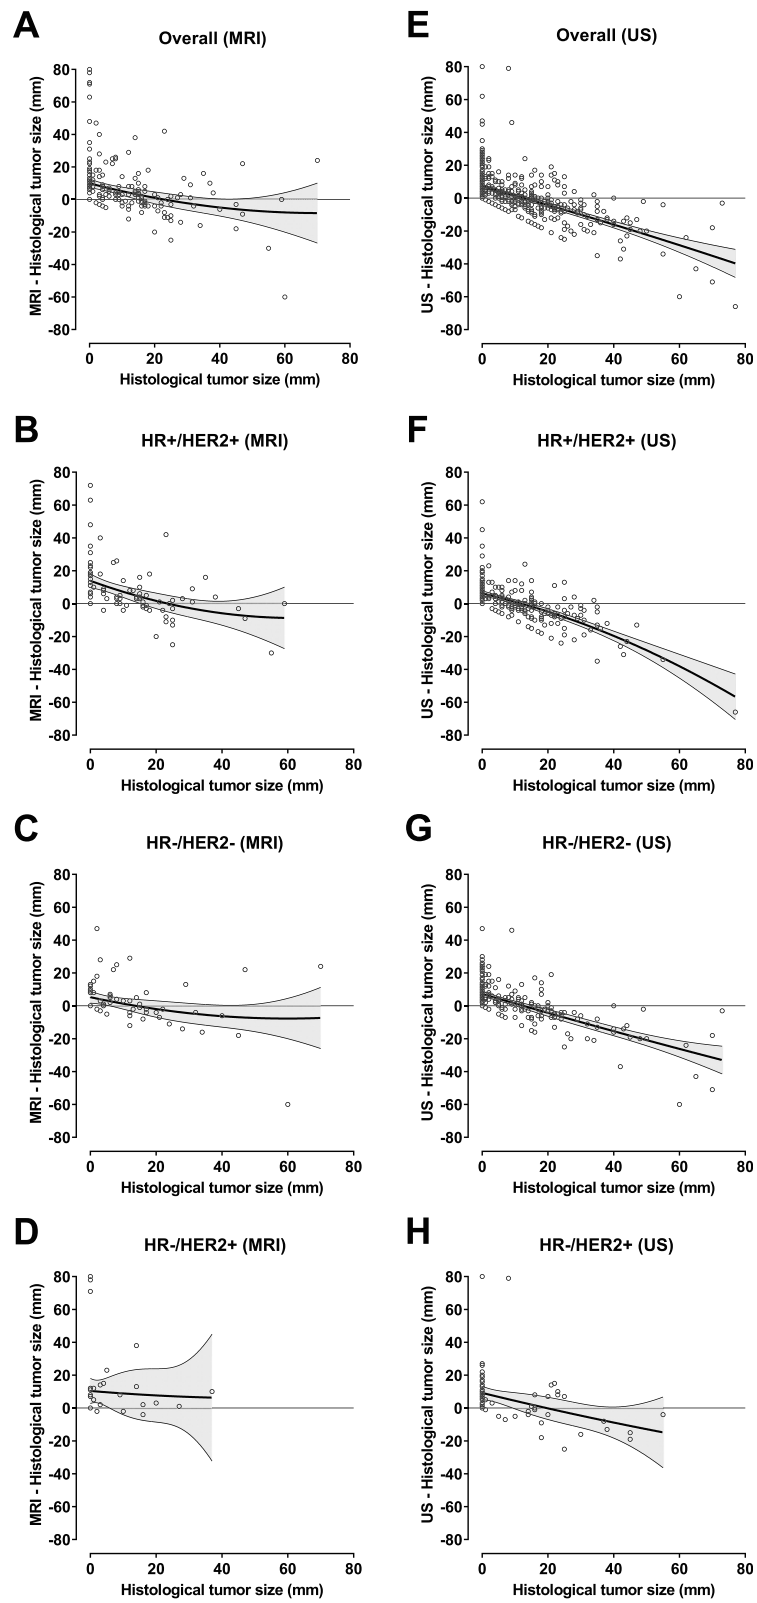 A
Overall (MRI)
MRI - Histological tumor size (mm)
80
60
40
20
0
-20
-40
-60
-80
0 20 40 60 80
Histological tumor size (mm)
E
Overall (US)
US - Histological tumor size (mm)
80
60
40
20
0
-20
-40
-60
-80
0 20 40 60 80
Histological tumor size (mm)
B
HR+/HER2+ (MRI)
MRI - Histological tumor size (mm)
80
60
40
20
0
-20
-40
-60
-80
0 20 40 60 80
Histological tumor size (mm)
F
HR+/HER2+ (US)
US - Histological tumor size (mm)
80
60
40
20
0
-20
-40
-60
-80
0 20 40 60 80
Histological tumor size (mm)
C
HR-/HER2- (MRI)
MRI - Histological tumor size (mm)
80
60
40
20
0
-20
-40
-60
-80
0 20 40 60 80
Histological tumor size (mm)
G
HR-/HER2- (US)
US - Histological tumor size (mm)
80
60
40
20
0
-20
-40
-60
-80
0 20 40 60 80
Histological tumor size (mm)
D
HR-/HER2+ (MRI)
MRI - Histological tumor size (mm)
80
60
40
20
0
-20
-40
-60
-80
0 20 40 60 80
Histological tumor size (mm)
H
HR-/HER2+ (US)
US - Histological tumor size (mm)
80
60
40
20
0
-20
-40
-60
-80
0 20 40 60 80
Histological tumor size (mm)